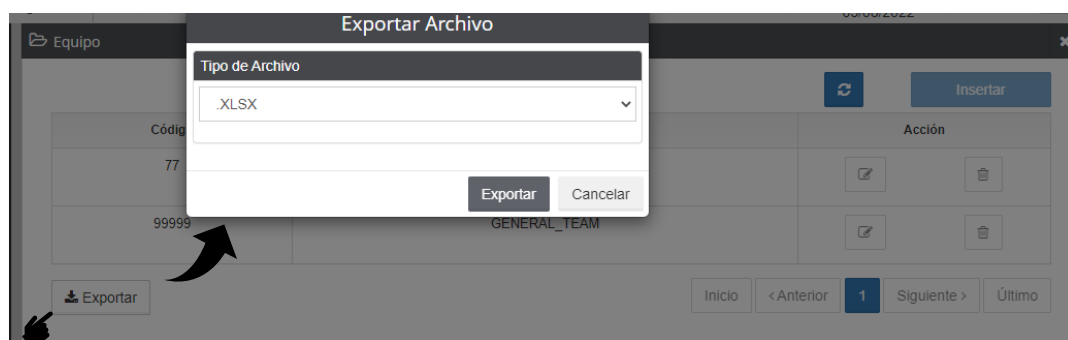 Exportar Archivo
Equipo
Tipo de Archivo
.XLSX
Insertar
Códig
Acción
77
Exportar
Cancelar
99999
GENERAL_TEAM
Exportar
Inicio
<Anterior
1
Siguiente >
Último